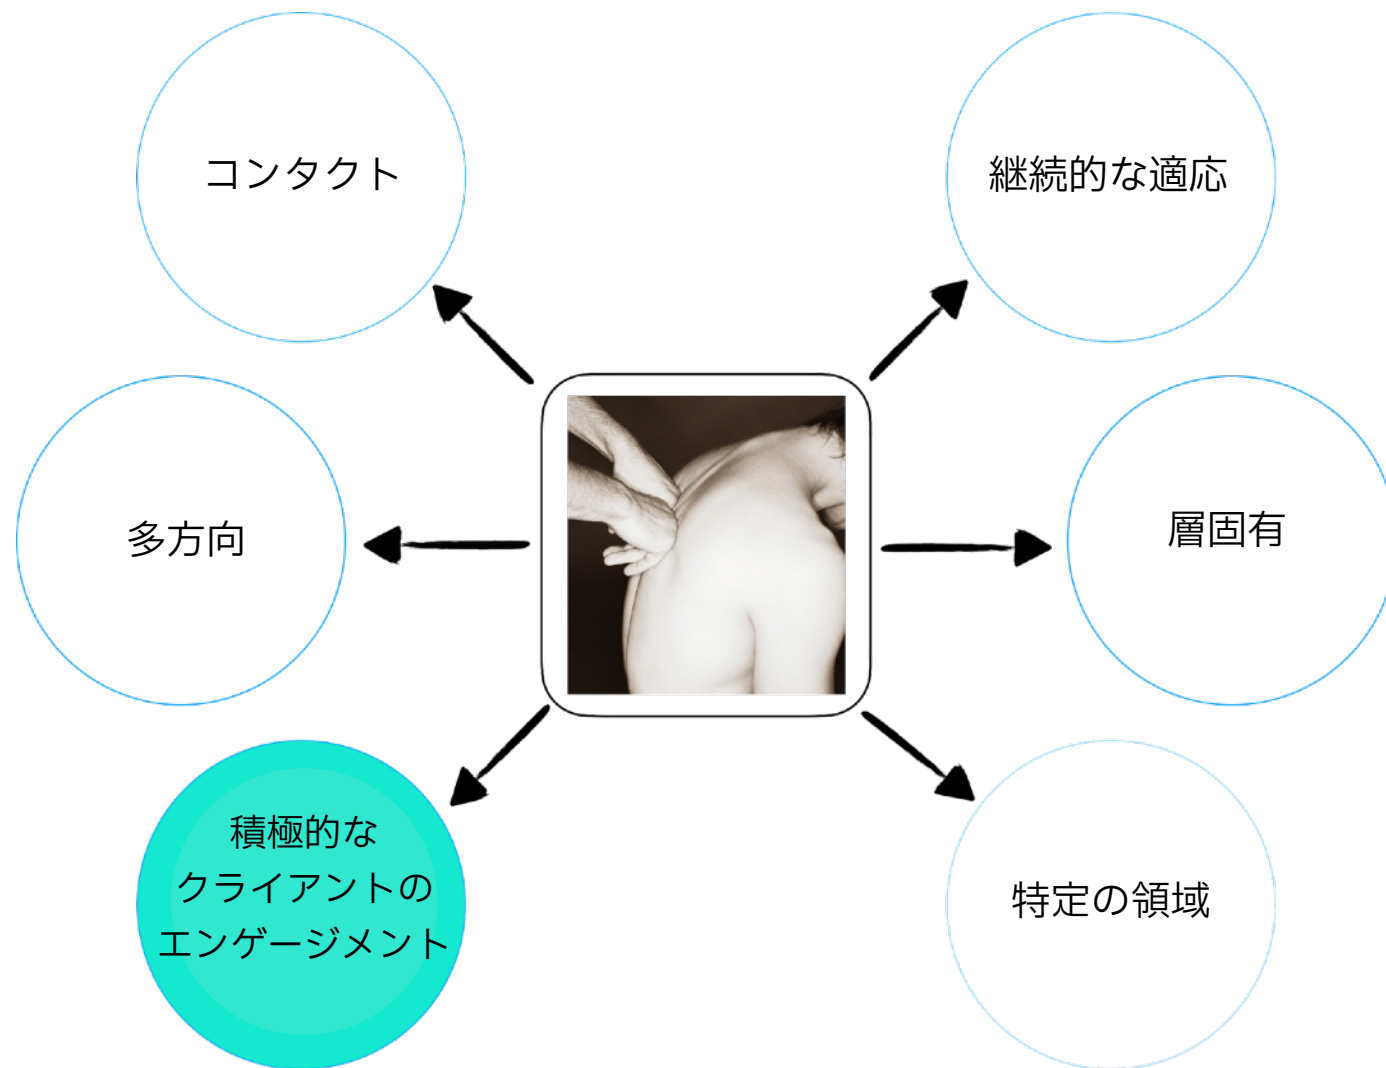 コンタクト
継続的な適応
多方向
層固有
積極的な
クライアントの
エンゲージメント
特定の領域